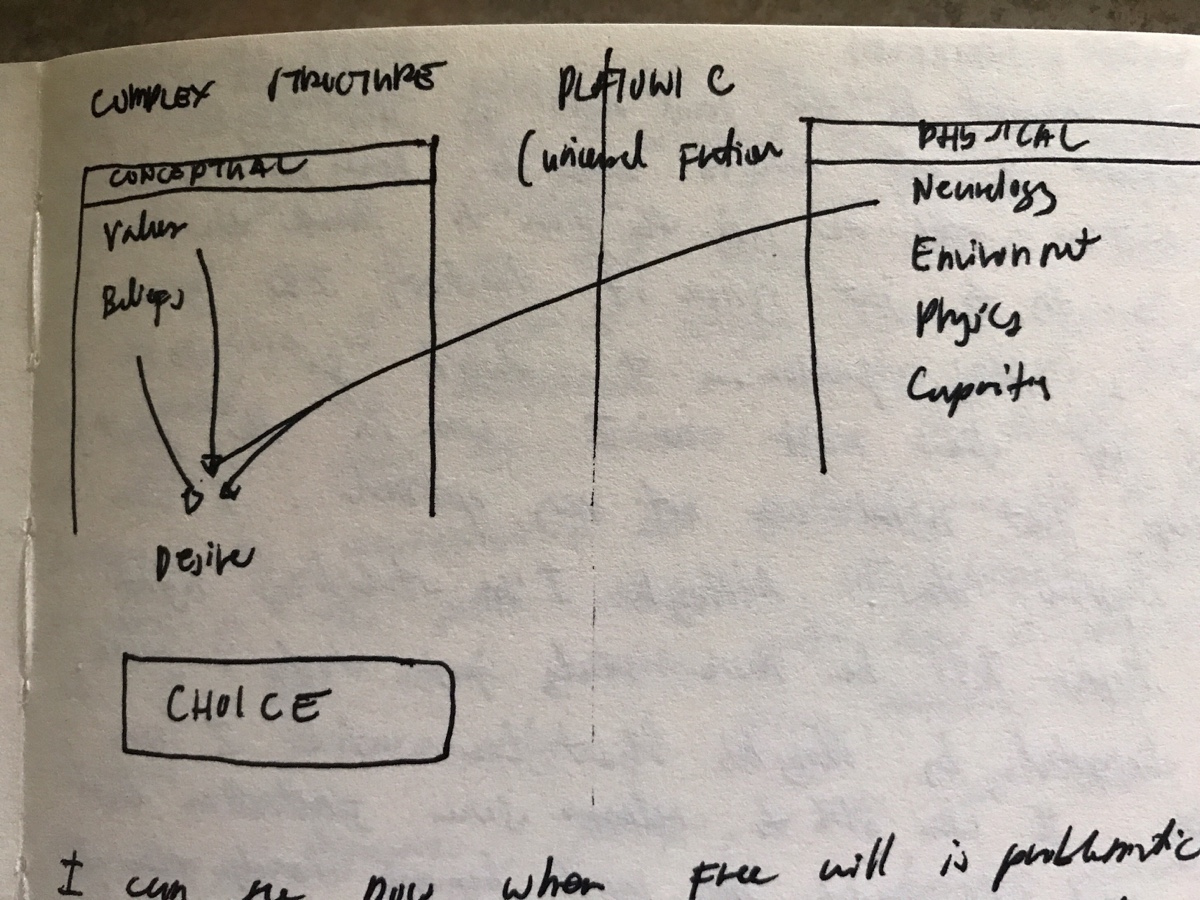 COMPLEX STRUCTURE
PLATONIC
(universal
CONCEPTUAL
PHYSICAL
Values
Neurology
Beliefs
Environment
Physics
Capacity
Desire
CHOICE
I can see now where Free will is problematic